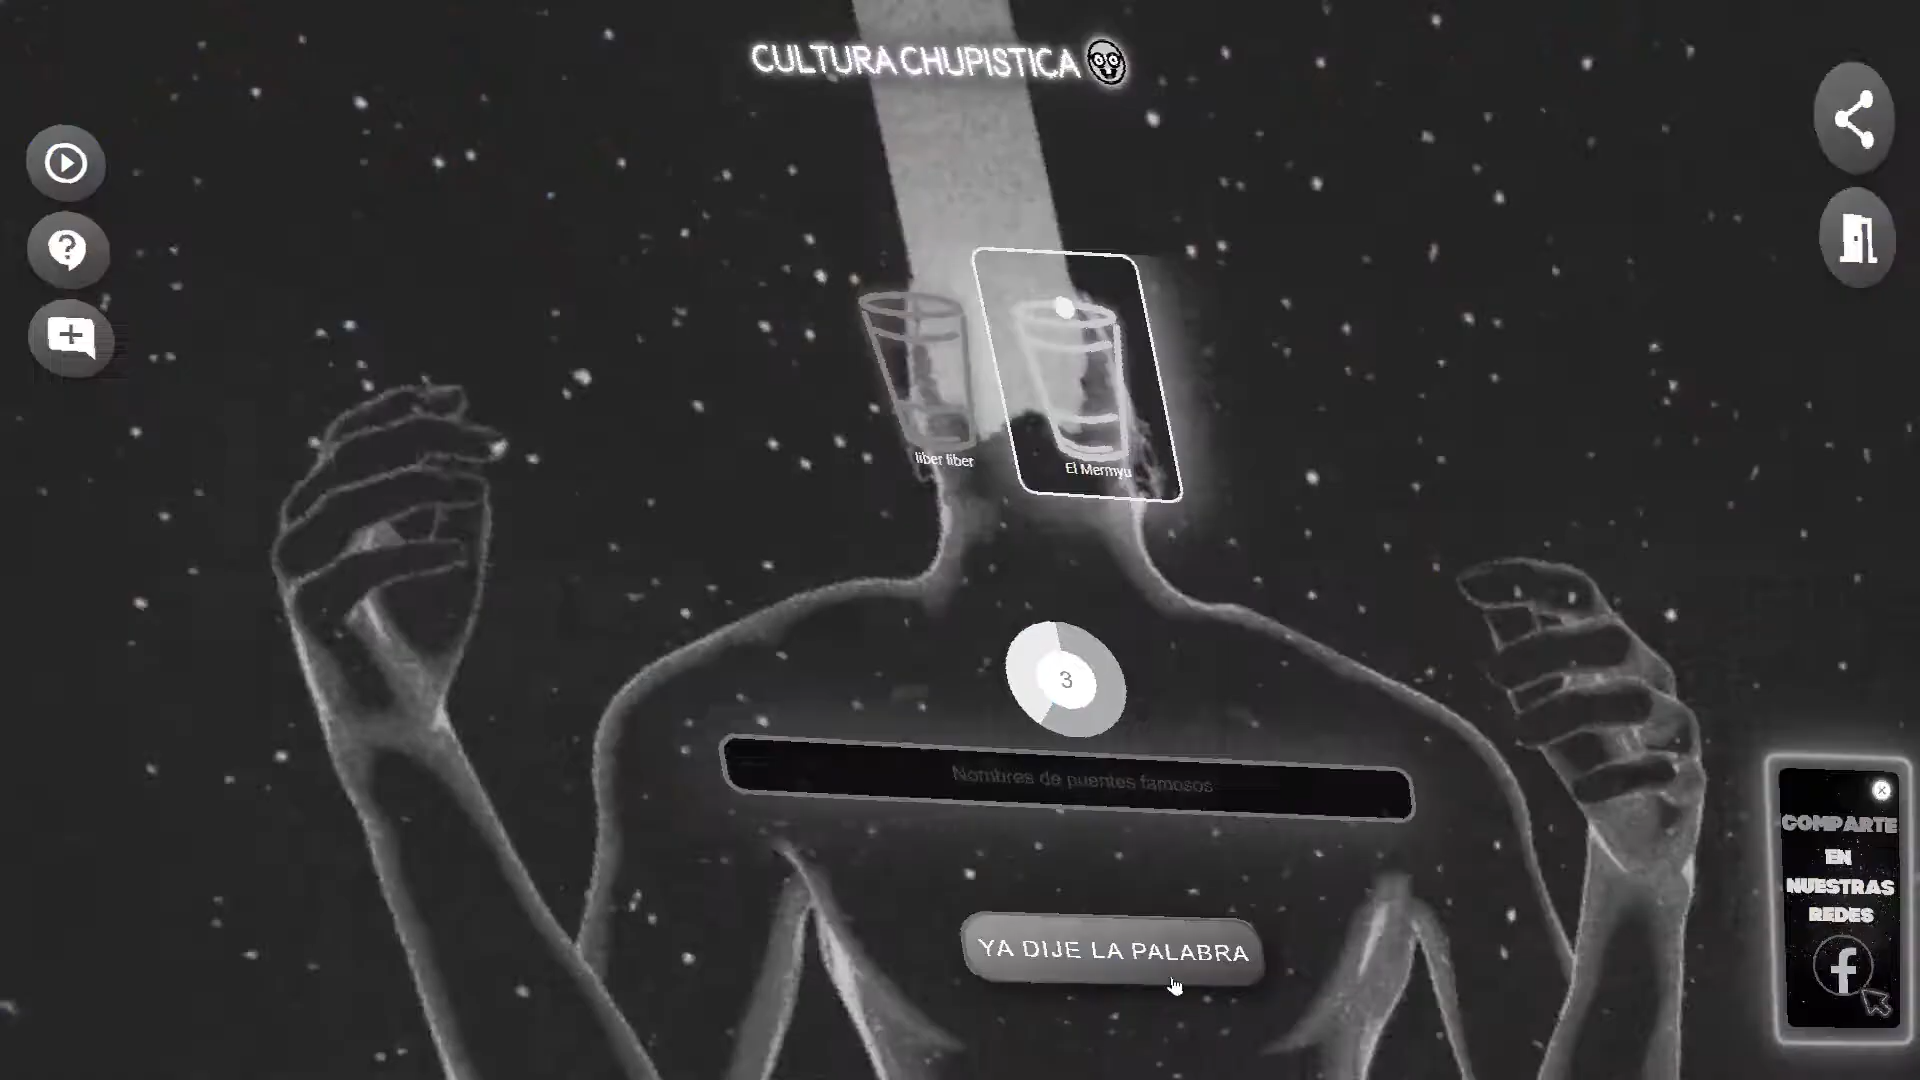 CULTURA CHUPISTICA
liber liber
El Mermyu
3
Nombres de puentes famosos
YA DIJE LA PALABRA
COMPARTE
EN
NUESTRAS
REDES